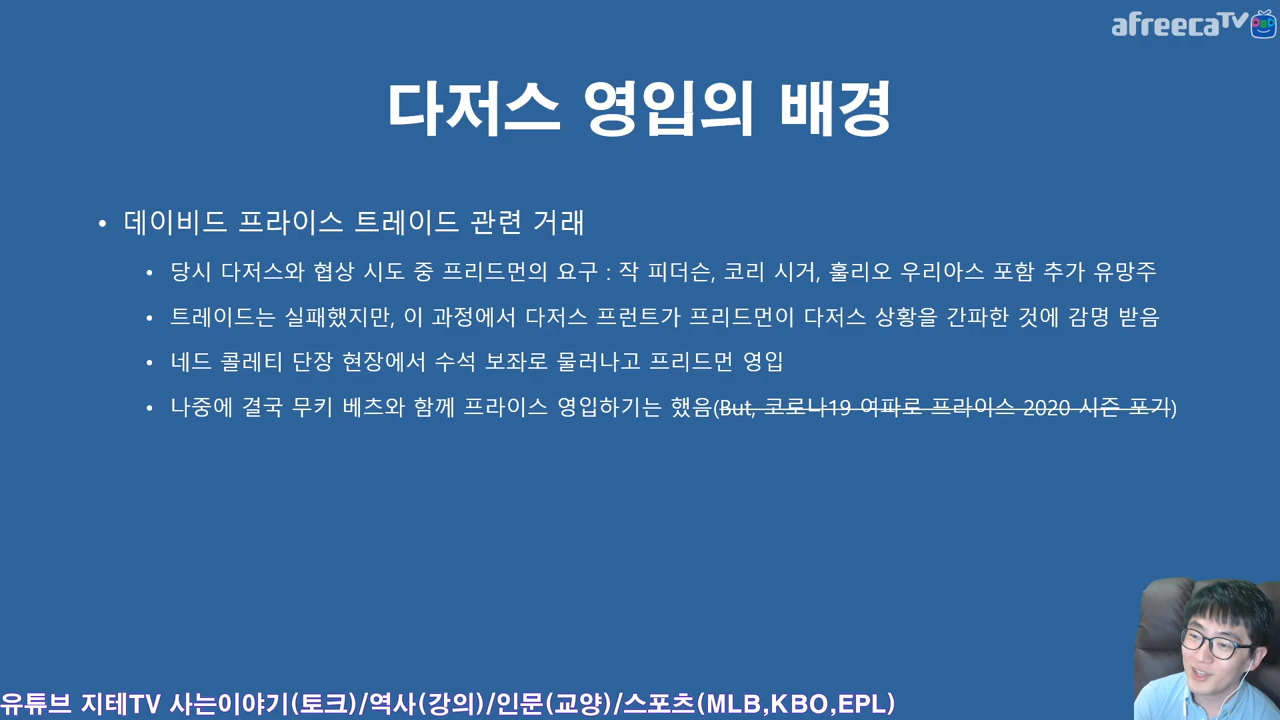 afreecaTV
다저스 영입의 배경
• 데이비드 프라이스 트레이드 관련 거래
• 당시 다저스와 협상 시도 중 프리드먼의 요구 : 작 피더슨, 코리 시거, 훌리오 우리아스 포함 추가 유망주
• 트레이드는 실패했지만, 이 과정에서 다저스 프런트가 프리드먼이 다저스 상황을 간파한 것에 감명 받음
• 네드 콜레티 단장 현장에서 수석 보좌로 물러나고 프리드먼 영입
• 나중에 결국 무키 베츠와 함께 프라이스 영입하기는 했음(But, 코로나19 여파로 프라이스 2020 시즌 포기)
유튜브 지테TV 사는이야기(토크)/역사(강의)/인문(교양)/스포츠(MLB,KBO,EPL)